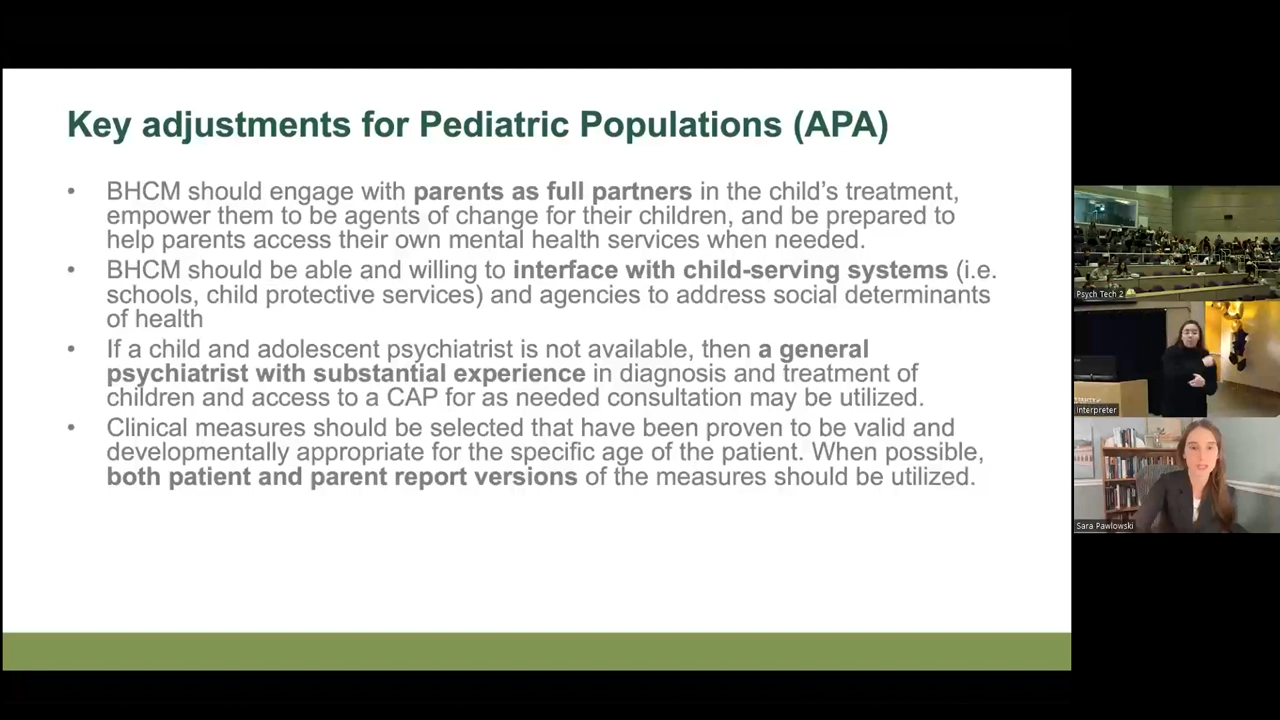 Key adjustments for Pediatric Populations (APA)
• BHCM should engage with parents as full partners in the child's treatment,
empower them to be agents of change for their children, and be prepared to
help parents access their own mental health services when needed.
• BHCM should be able and willing to interface with child-serving systems (i.e.
schools, child protective services) and agencies to address social determinants
of health
• If a child and adolescent psychiatrist is not available, then a general
psychiatrist with substantial experience in diagnosis and treatment of
children and access to a CAP for as needed consultation may be utilized.
• Clinical measures should be selected that have been proven to be valid and
developmentally appropriate for the specific age of the patient. When possible,
both patient and parent report versions of the measures should be utilized.
Psych Tech 2
interpreter
Sara Pawlowski